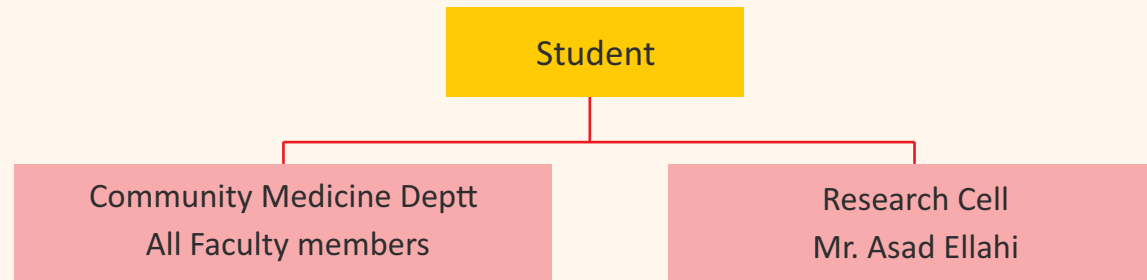 Student
Community Medicine Deptt
All Faculty members
Research Cell
Mr. Asad Ellahi